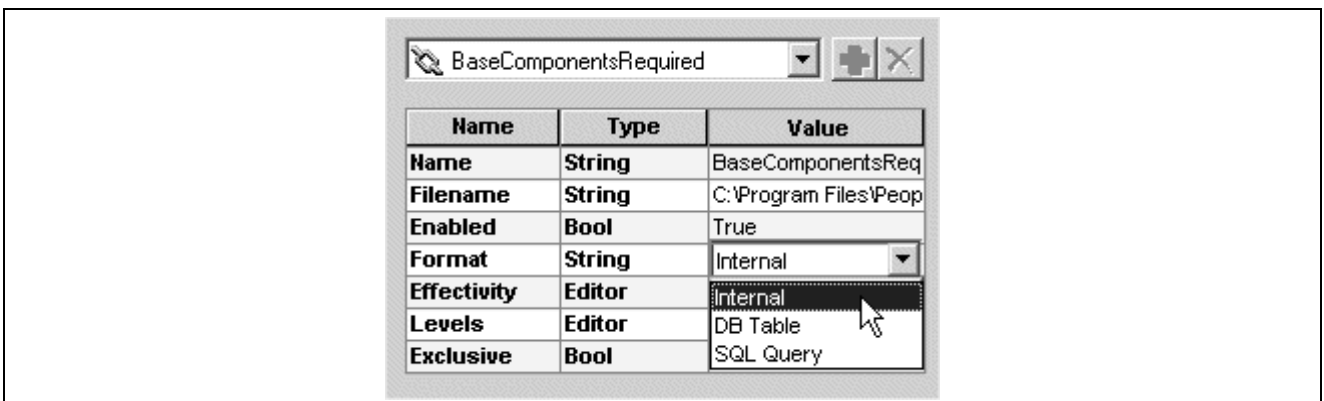 BaseComponentsRequired
Name Type Value
Name String BaseComponentsReq
Filename String C:\Program Files\Peop
Enabled Bool True
Format String Internal
Effectivity Editor Internal
Levels Editor DB Table
Exclusive Bool SQL Query